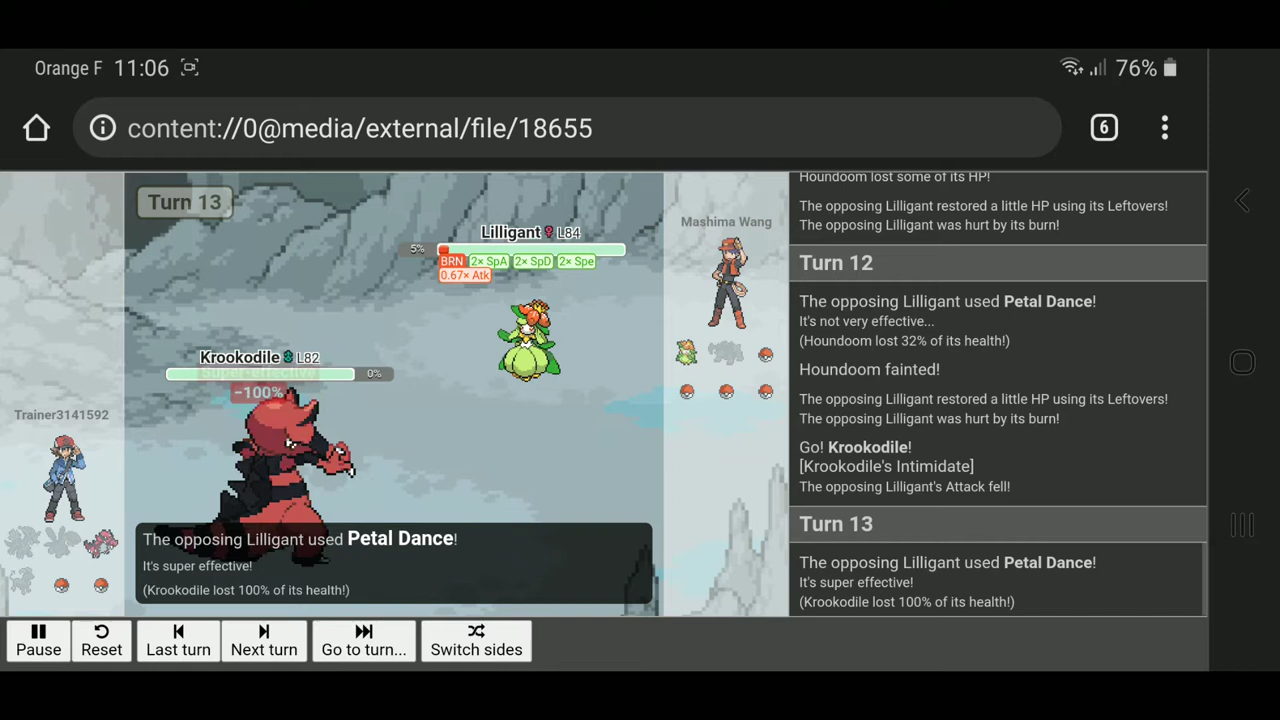 Orange F 11:06 76%
content://0@media/external/file/18655 6
Turn 13
Lilligant L84
5%
BRN 2× SpA 2× SpD 2× Spe
0.67× Atk
Krookodile L82
Super-effective 0%
−100%
Trainer3141592
Mashima Wang
The opposing Lilligant used Petal Dance!
It's super effective!
(Krookodile lost 100% of its health!)
Houndoom lost some of its HP!
The opposing Lilligant restored a little HP using its Leftovers!
The opposing Lilligant was hurt by its burn!
Turn 12
The opposing Lilligant used Petal Dance!
It's not very effective...
(Houndoom lost 32% of its health!)
Houndoom fainted!
The opposing Lilligant restored a little HP using its Leftovers!
The opposing Lilligant was hurt by its burn!
Go! Krookodile!
[Krookodile's Intimidate]
The opposing Lilligant's Attack fell!
Turn 13
The opposing Lilligant used Petal Dance!
It's super effective!
(Krookodile lost 100% of its health!)
Pause Reset Last turn Next turn Go to turn... Switch sides